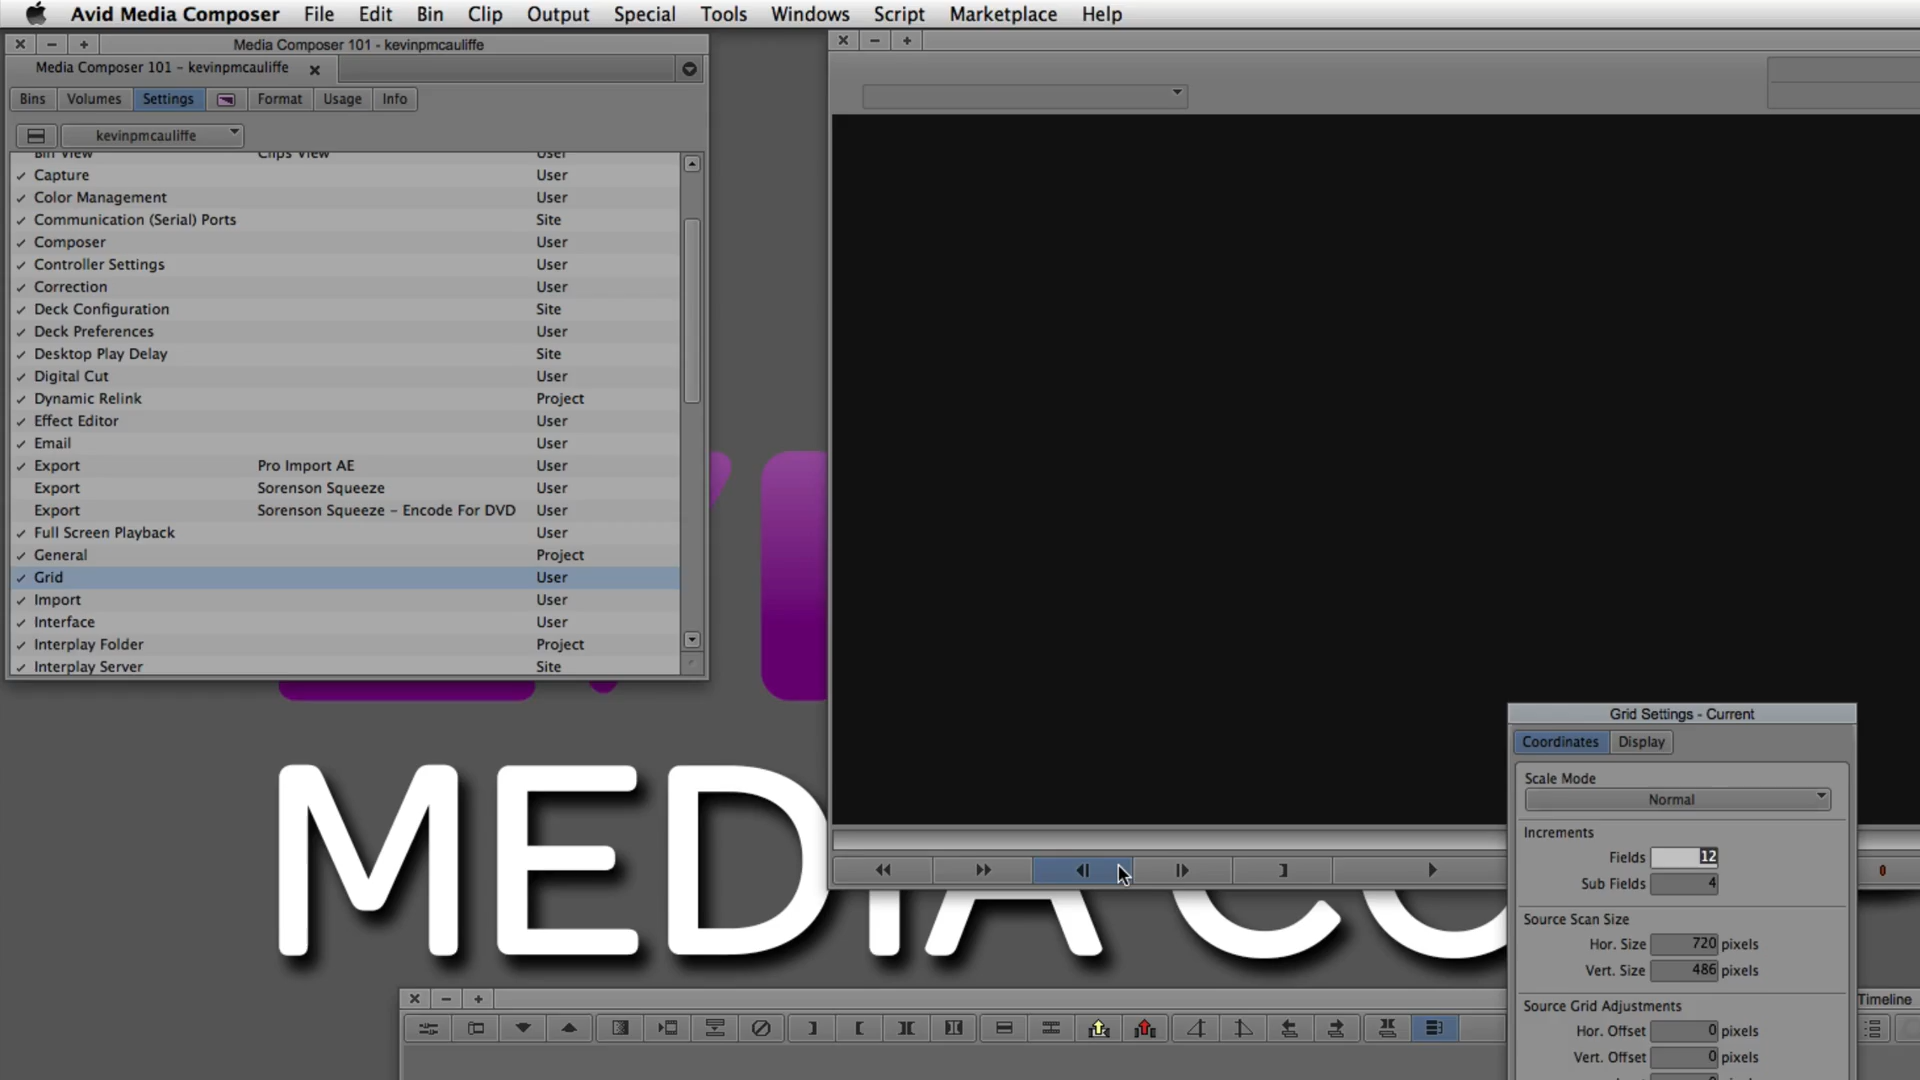 Avid Media Composer File Edit Bin Clip Output Special Tools Windows Script Marketplace Help
Media Composer 101 - kevinpmcauliffe
Media Composer 101 – kevinpmcauliffe
Bins Volumes Settings Format Usage Info
kevinpmcauliffe
Bin View Clips View User
Capture User
Color Management User
Communication (Serial) Ports Site
Composer User
Controller Settings User
Correction User
Deck Configuration Site
Deck Preferences User
Desktop Play Delay Site
Digital Cut User
Dynamic Relink Project
Effect Editor User
Email User
Export Pro Import AE User
Export Sorenson Squeeze User
Export Sorenson Squeeze – Encode For DVD User
Full Screen Playback User
General Project
Grid User
Import User
Interface User
Interplay Folder Project
Interplay Server Site
MEDIA CO
Grid Settings - Current
Coordinates Display
Scale Mode
Normal
Increments
Fields 12
Sub Fields 4
Source Scan Size
Hor. Size 720 pixels
Vert. Size 486 pixels
Source Grid Adjustments
Hor. Offset 0 pixels
Vert. Offset 0 pixels
Timeline